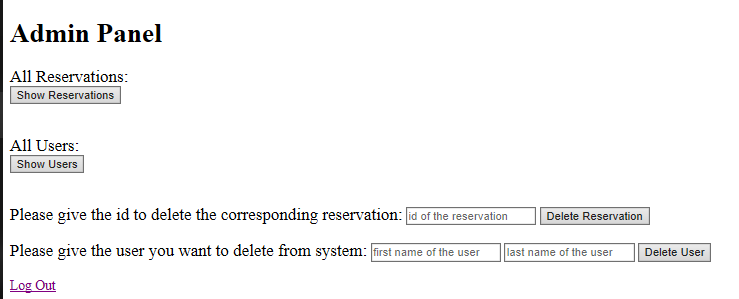 Admin Panel
All Reservations:
Show Reservations
All Users:
Show Users
Please give the id to delete the corresponding reservation: id of the reservation Delete Reservation
Please give the user you want to delete from system: first name of the user last name of the user Delete User
Log Out